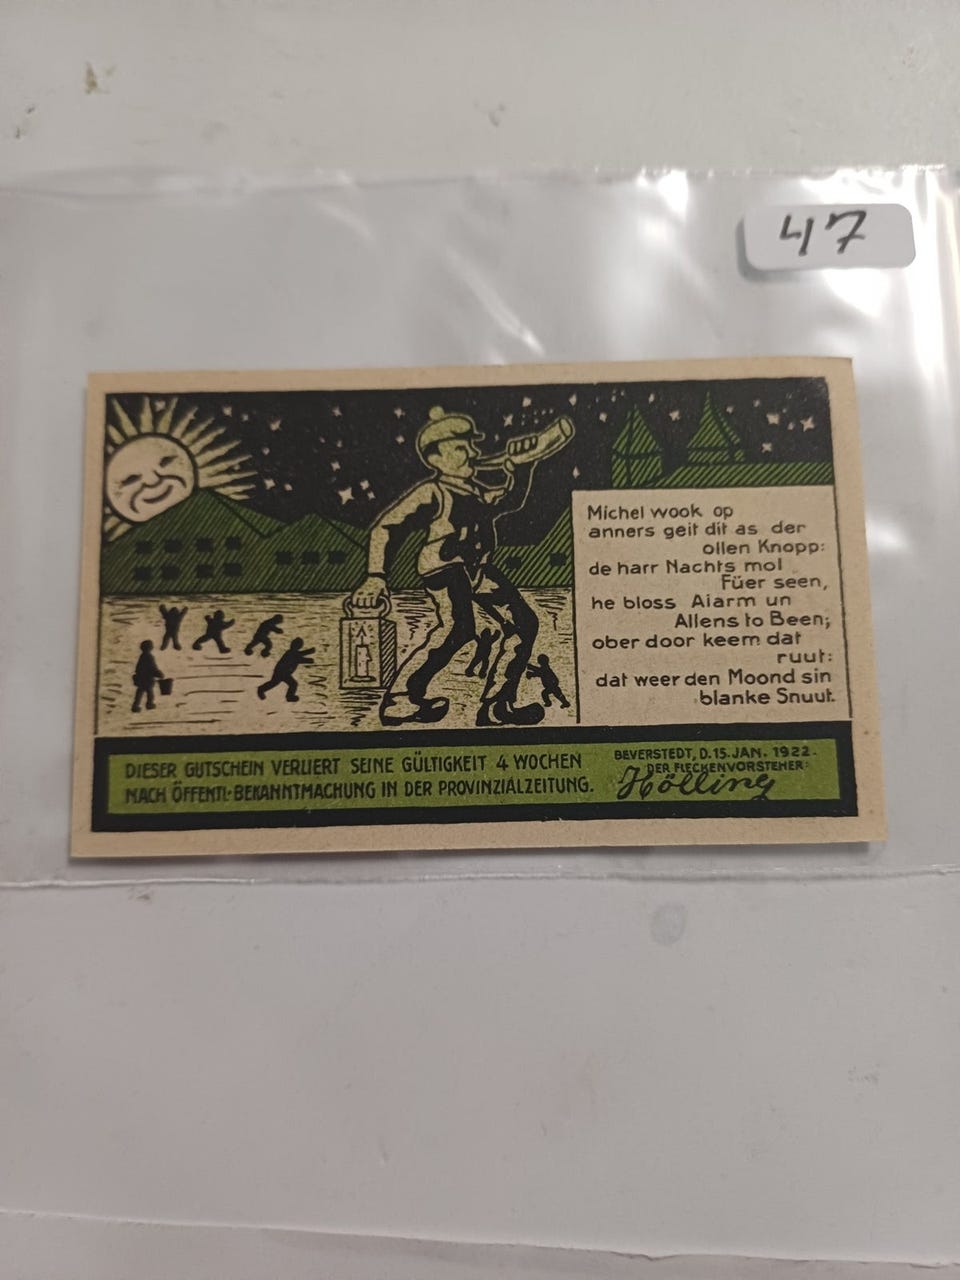 47
Michel wook op
anners geit dit as der
ollen Knopp:
de harr Nachts mol
Füer seen,
he bloss Alarm un
Allens to Been;
ober door keem dat
ruut:
dat weer den Moond sin
blanke Snuut.
DIESER GUTSCHEIN VERLIERT SEINE GÜLTIGKEIT 4 WOCHEN
NACH ÖFFENTL. BEKANNTMACHUNG IN DER PROVINZIALZEITUNG.
BEVERSTEDT, D. 15. JAN. 1922.
DER FLECKENVORSTEHER:
Hölling